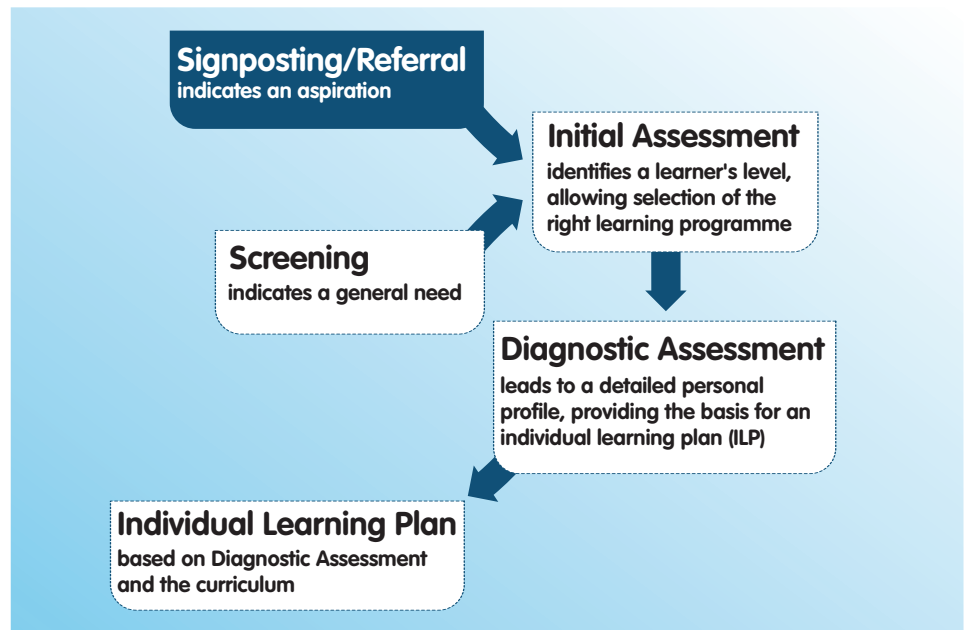 Signposting/Referral
indicates an aspiration
Initial Assessment
identifies a learner's level,
allowing selection of the
right learning programme
Screening
indicates a general need
Diagnostic Assessment
leads to a detailed personal
profile, providing the basis for an
individual learning plan (ILP)
Individual Learning Plan
based on Diagnostic Assessment
and the curriculum